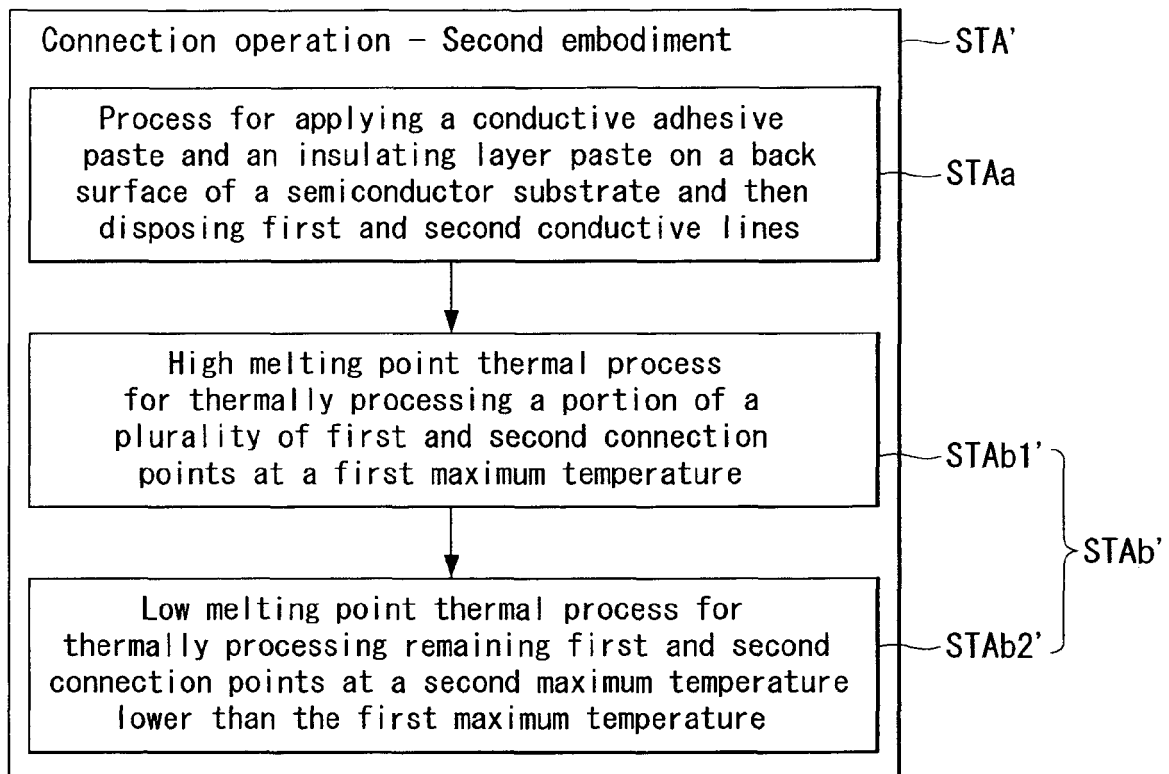 Connection operation – Second embodiment
STA'
Process for applying a conductive adhesive
paste and an insulating layer paste on a back
surface of a semiconductor substrate and then
disposing first and second conductive lines
STAa
High melting point thermal process
for thermally processing a portion of a
plurality of first and second connection
points at a first maximum temperature
STAb1'
STAb'
Low melting point thermal process for
thermally processing remaining first and second
connection points at a second maximum temperature
lower than the first maximum temperature
STAb2'